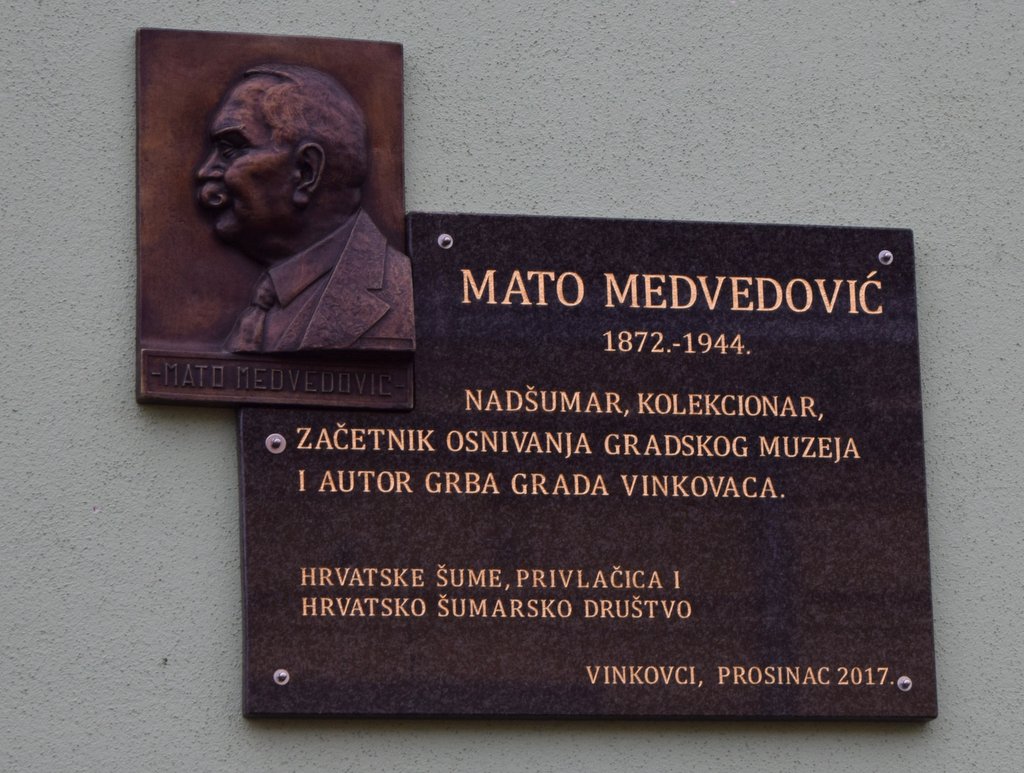 -MATO MEDVEDOVIĆ-
MATO MEDVEDOVIĆ
1872.-1944.
NADŠUMAR, KOLEKCIONAR,
ZAČETNIK OSNIVANJA GRADSKOG MUZEJA
I AUTOR GRBA GRADA VINKOVACA.
HRVATSKE ŠUME, PRIVLAČICA I
HRVATSKO ŠUMARSKO DRUŠTVO
VINKOVCI, PROSINAC 2017.